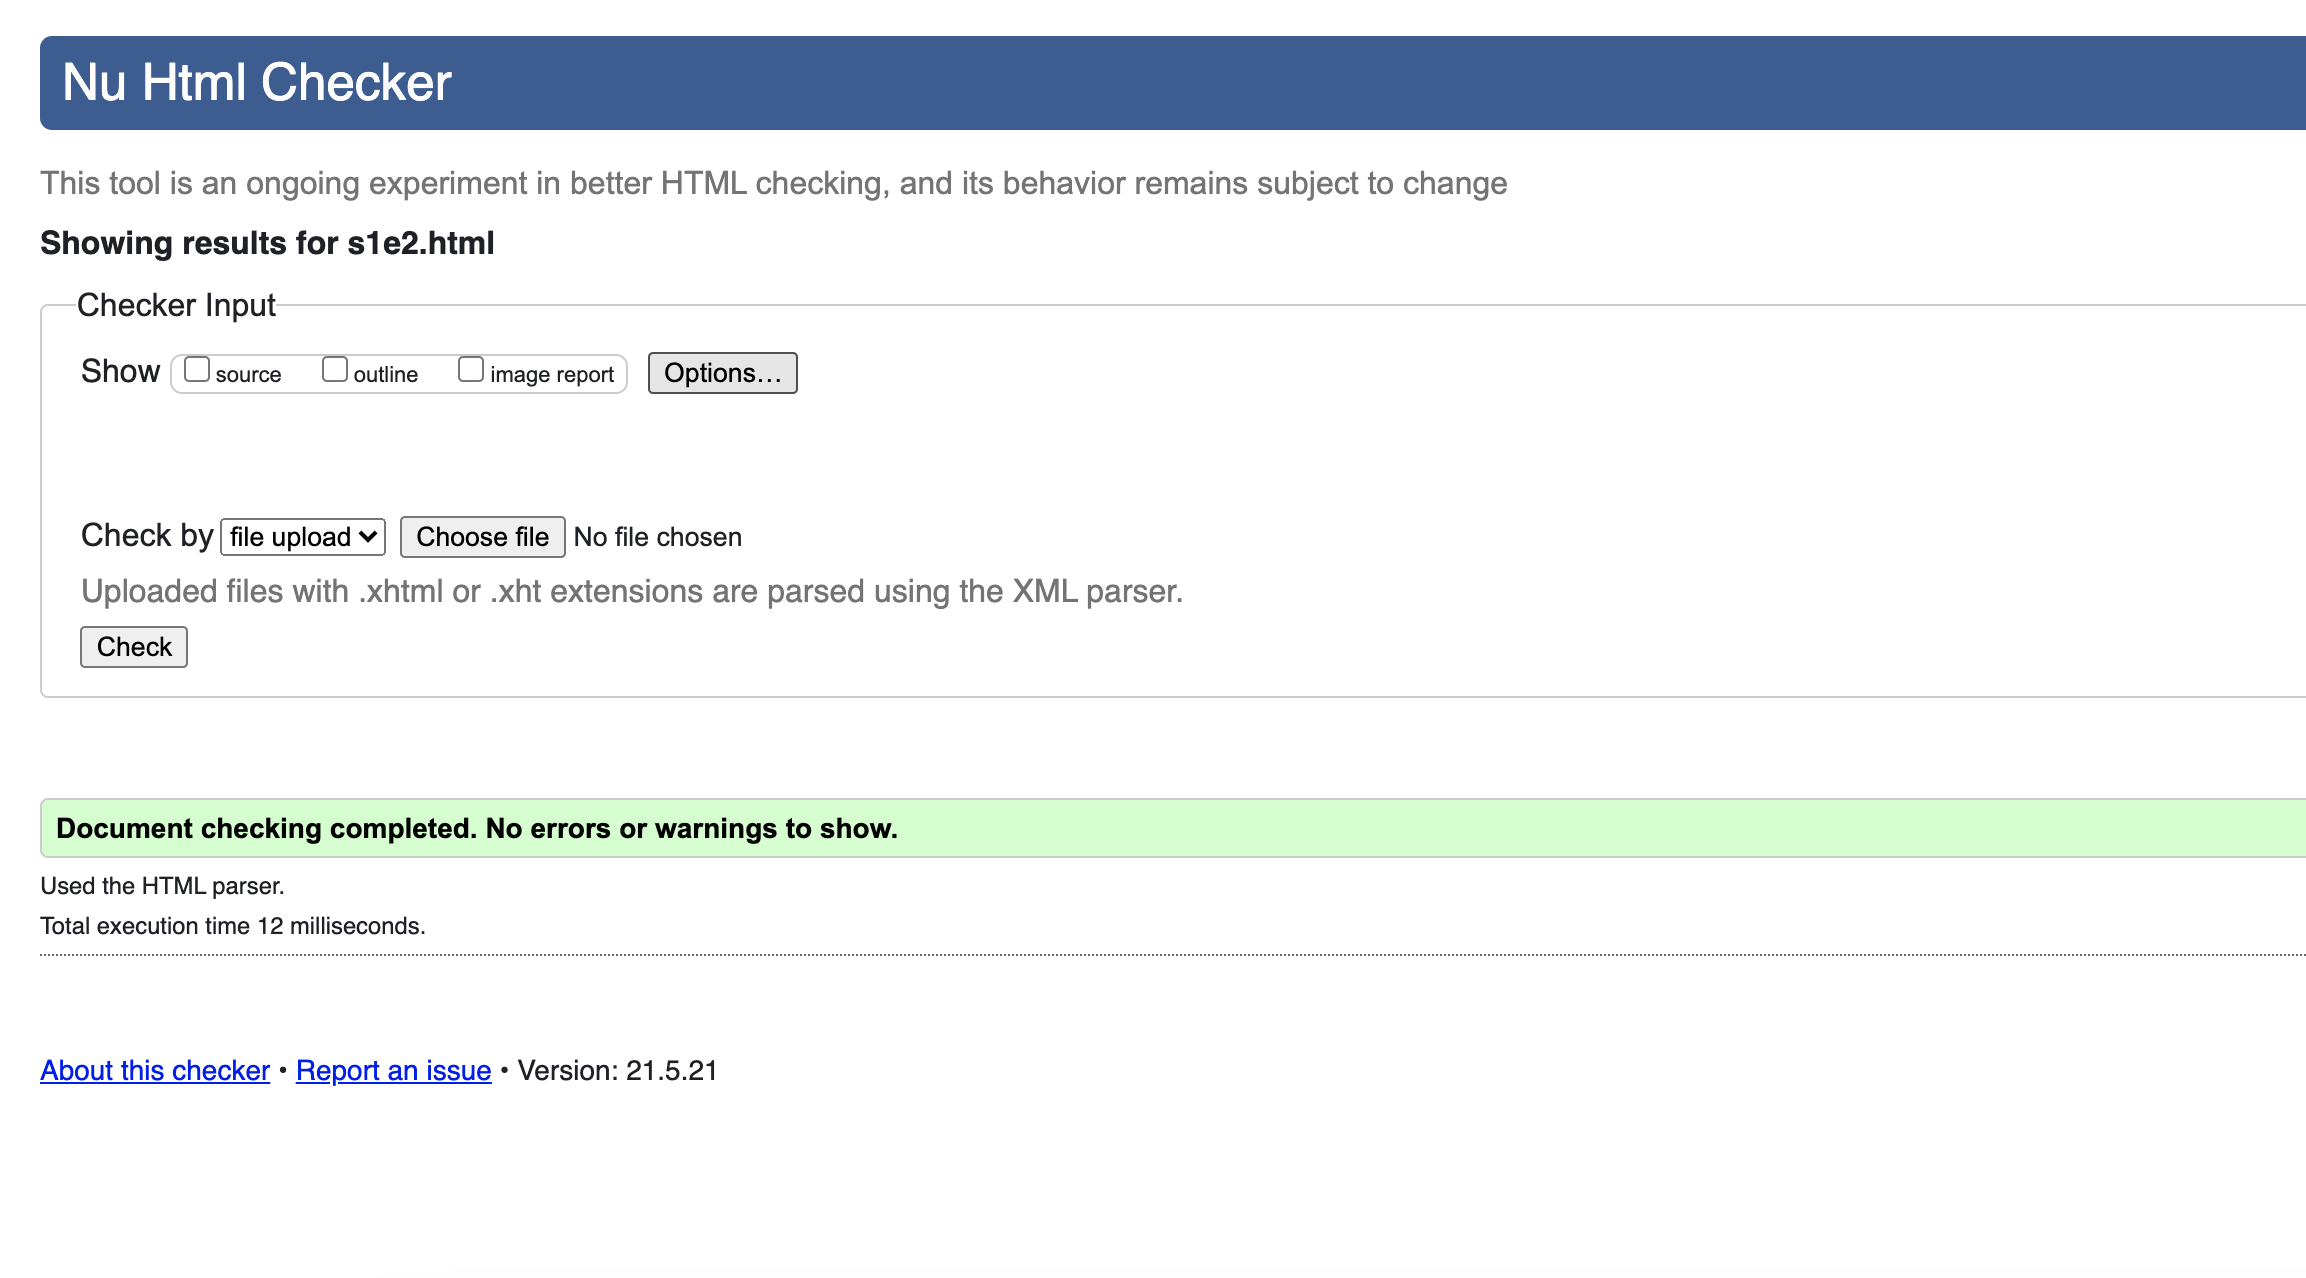 Nu Html Checker
This tool is an ongoing experiment in better HTML checking, and its behavior remains subject to change
Showing results for s1e2.html
Checker Input
Show source outline image report Options…
Check by file upload Choose file No file chosen
Uploaded files with .xhtml or .xht extensions are parsed using the XML parser.
Check
Document checking completed. No errors or warnings to show.
Used the HTML parser.
Total execution time 12 milliseconds.
About this checker • Report an issue • Version: 21.5.21